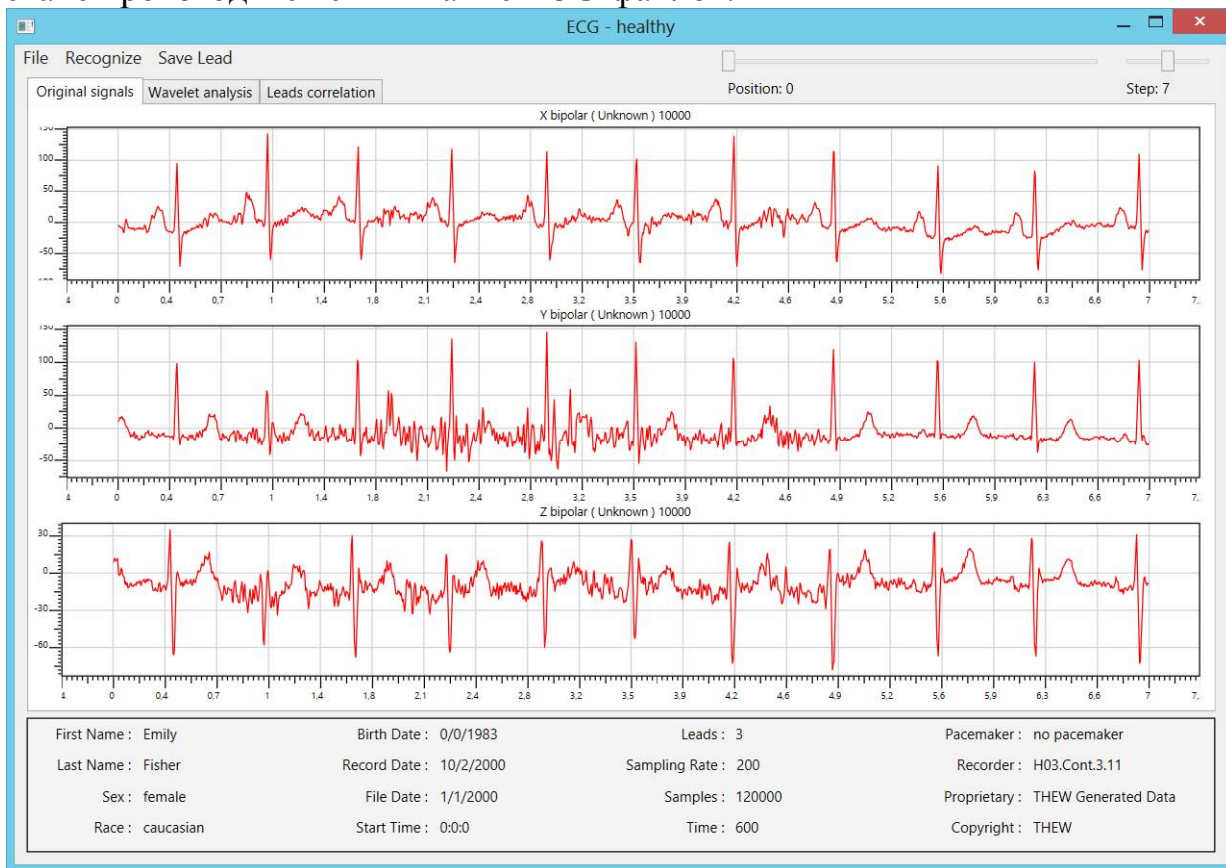 ECG - healthy
File Recognize Save Lead
Original signals Wavelet analysis Leads correlation Position: 0 Step: 7
X bipolar ( Unknown ) 10000
100
50
0
-50
4 0 0,4 0,7 1 1,4 1,8 2,1 2,4 2,8 3,2 3,5 3,9 4,2 4,6 4,9 5,2 5,6 5,9 6,3 6,6 7 7,
Y bipolar ( Unknown ) 10000
150
100
50
0
-50
4 0 0,4 0,7 1 1,4 1,8 2,1 2,4 2,8 3,2 3,5 3,9 4,2 4,6 4,9 5,2 5,6 5,9 6,3 6,6 7 7,
Z bipolar ( Unknown ) 10000
30
0
-30
-60
4 0 0,4 0,7 1 1,4 1,8 2,1 2,4 2,8 3,2 3,5 3,9 4,2 4,6 4,9 5,2 5,6 5,9 6,3 6,6 7 7,
First Name : Emily Birth Date : 0/0/1983 Leads : 3 Pacemaker : no pacemaker
Last Name : Fisher Record Date : 10/2/2000 Sampling Rate : 200 Recorder : H03.Cont.3.11
Sex : female File Date : 1/1/2000 Samples : 120000 Proprietary : THEW Generated Data
Race : caucasian Start Time : 0:0:0 Time : 600 Copyright : THEW